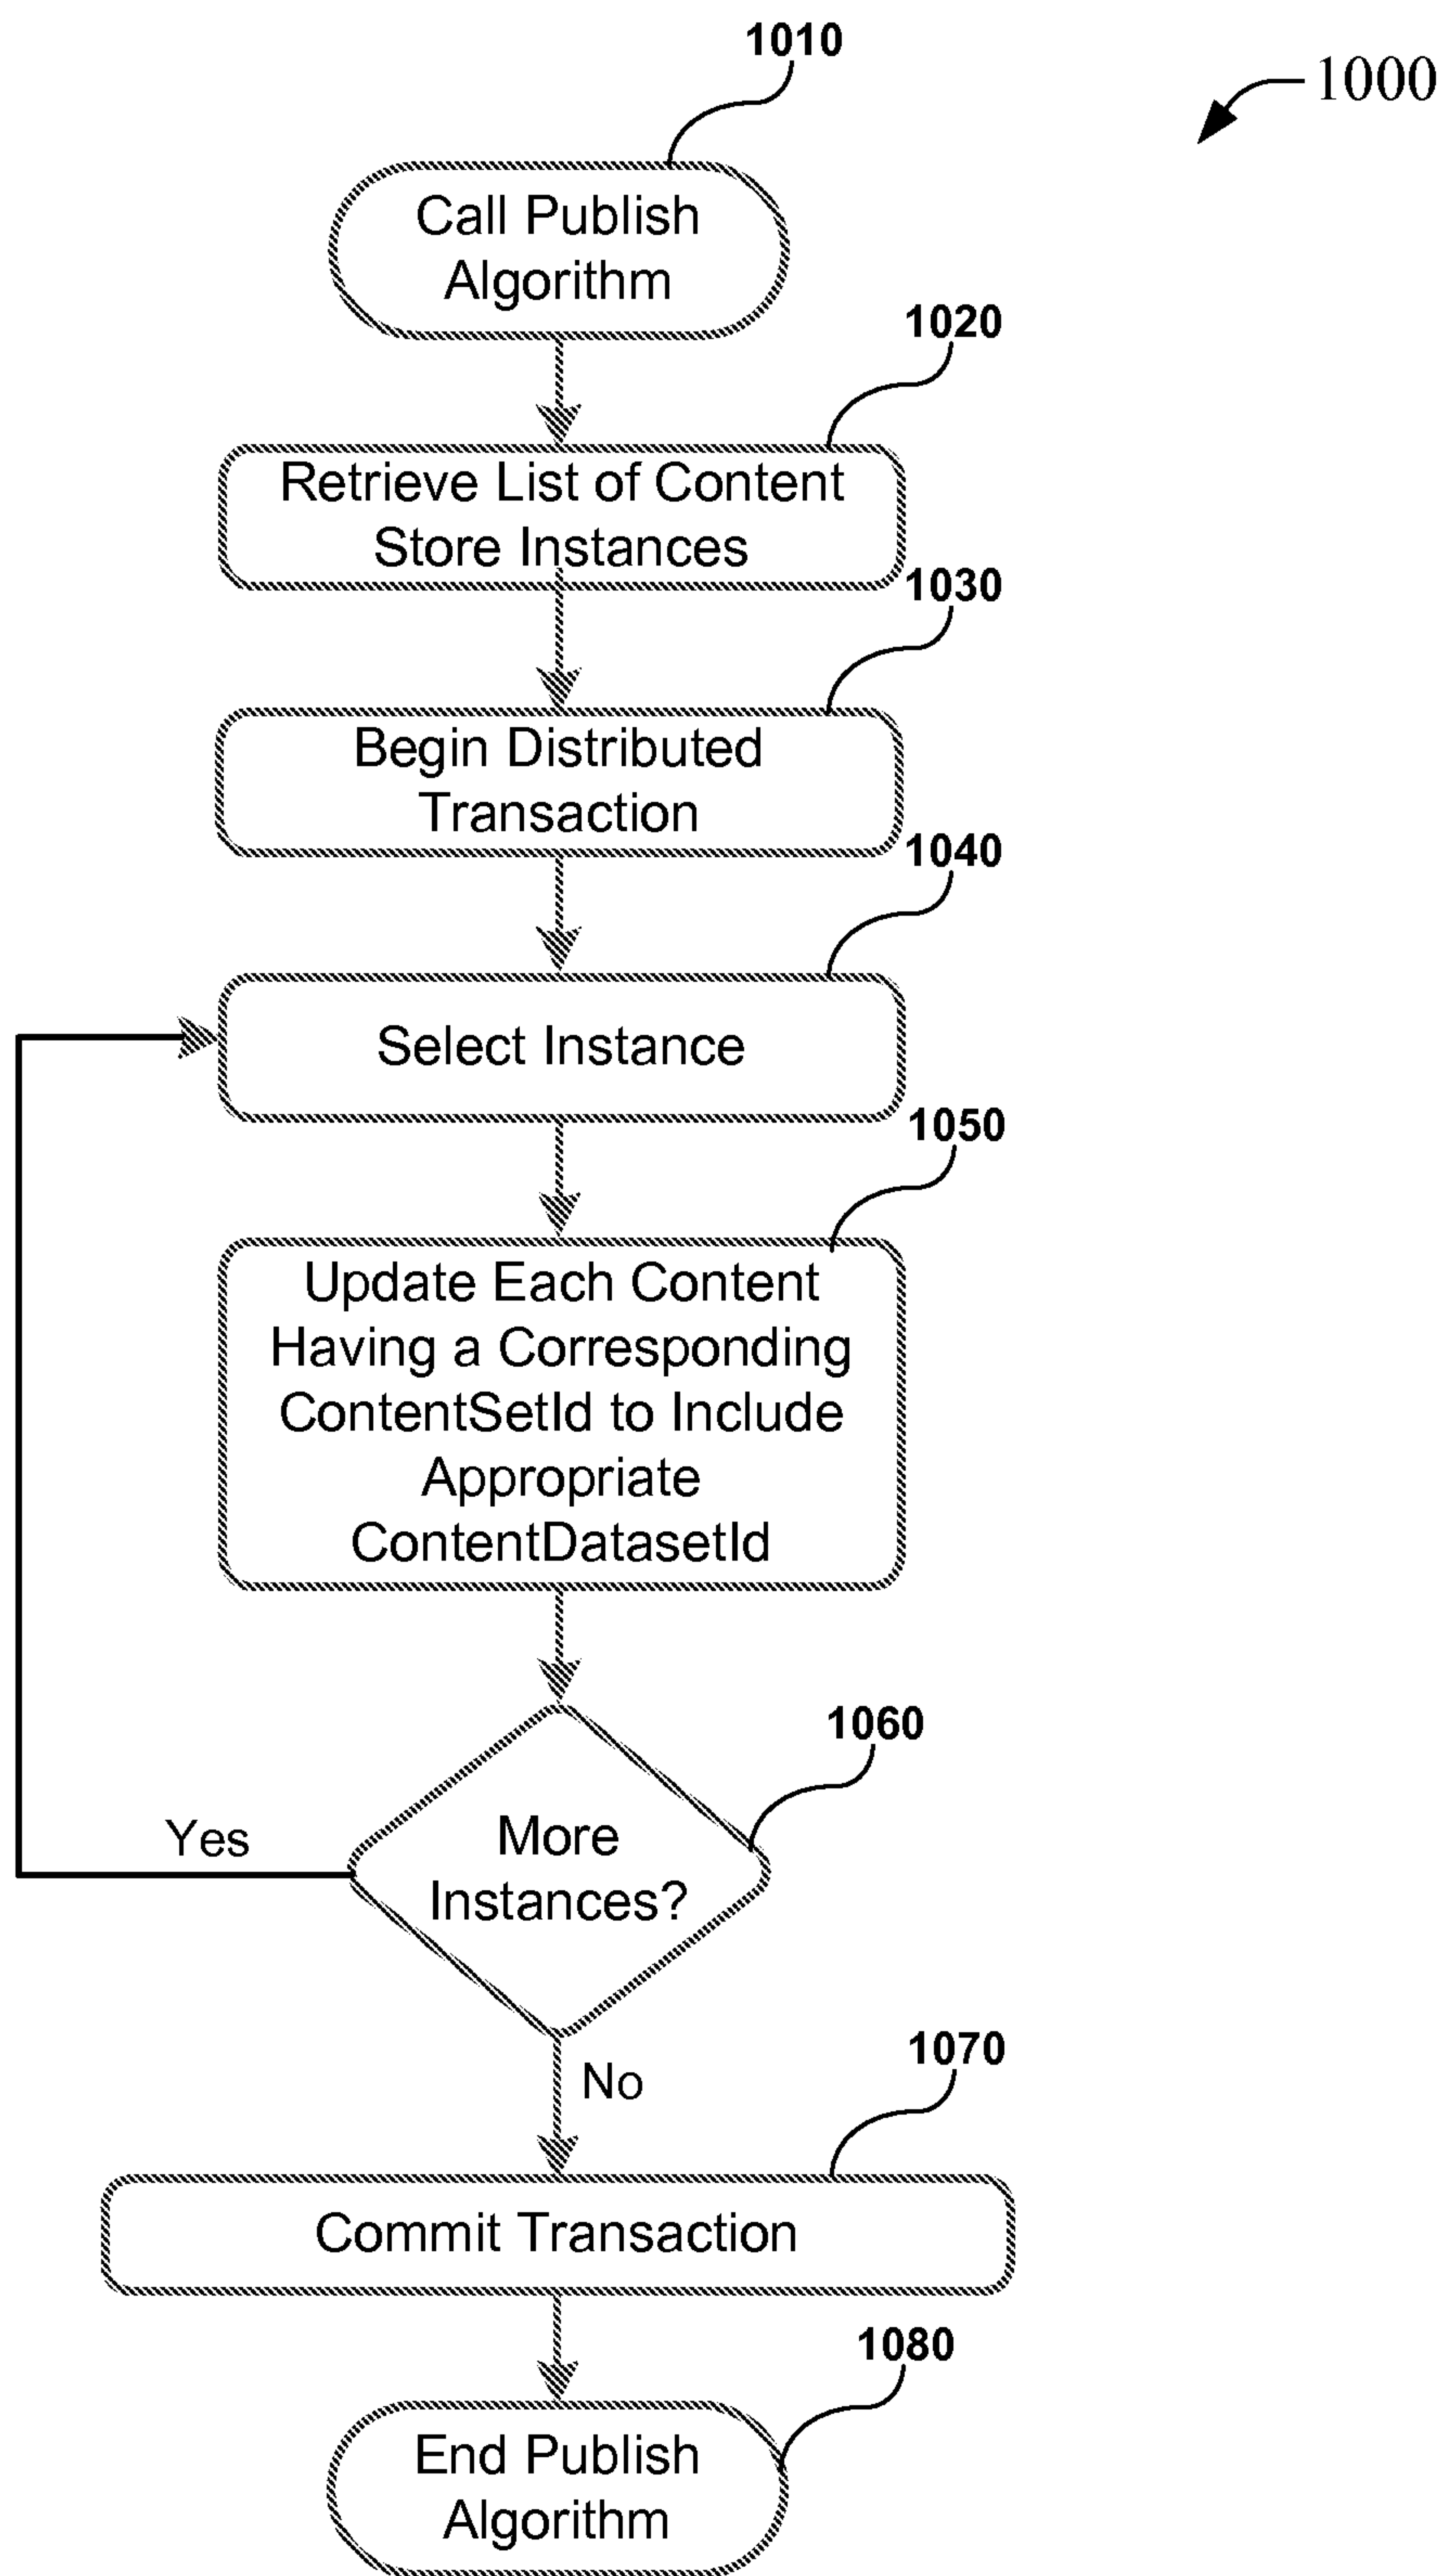 1010
1000
Call Publish
Algorithm
1020
Retrieve List of Content
Store Instances
1030
Begin Distributed
Transaction
1040
Select Instance
1050
Update Each Content
Having a Corresponding
ContentSetId to Include
Appropriate
ContentDatasetId
1060
More
Instances?
Yes
No
1070
Commit Transaction
1080
End Publish
Algorithm